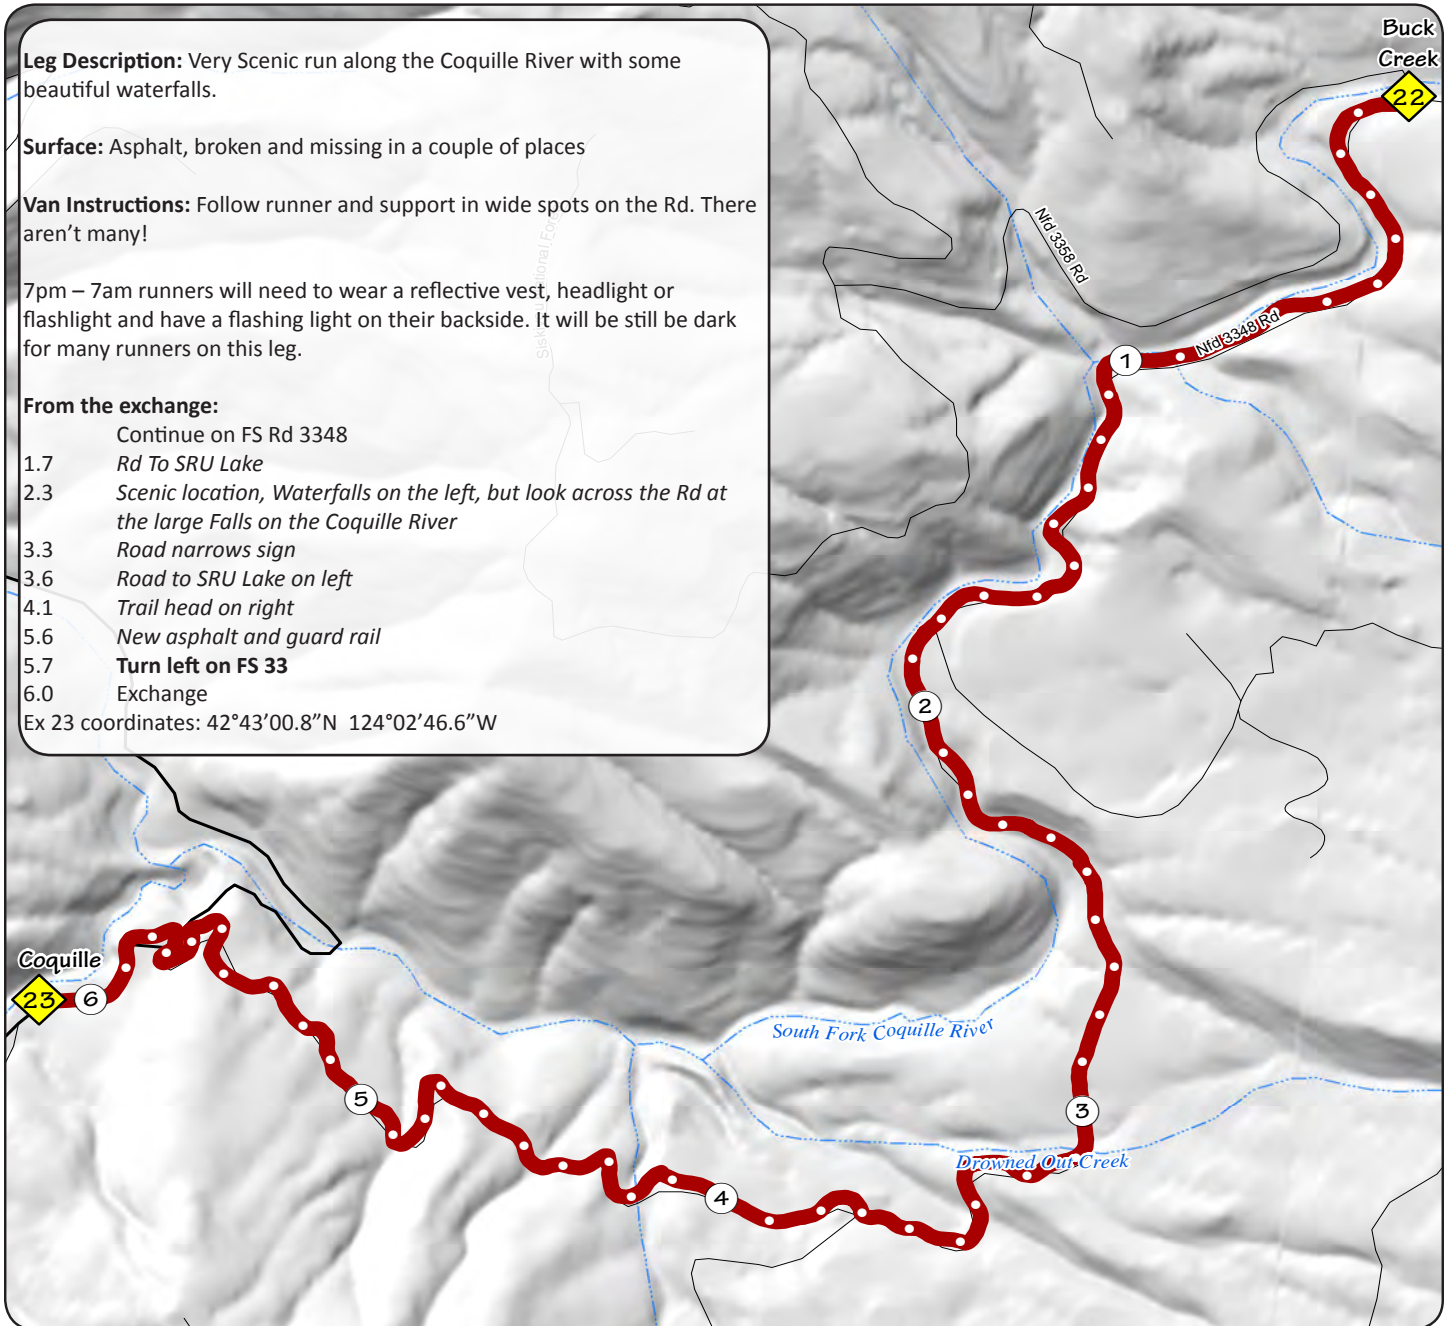 Leg Description: Very Scenic run along the Coquille River with some
beautiful waterfalls.
Surface: Asphalt, broken and missing in a couple of places
Van Instructions: Follow runner and support in wide spots on the Rd. There
aren’t many!
7pm – 7am runners will need to wear a reflective vest, headlight or
flashlight and have a flashing light on their backside. It will be still be dark
for many runners on this leg.
From the exchange:
Continue on FS Rd 3348
1.7 Rd To SRU Lake
2.3 Scenic location, Waterfalls on the left, but look across the Rd at
the large Falls on the Coquille River
3.3 Road narrows sign
3.6 Road to SRU Lake on left
4.1 Trail head on right
5.6 New asphalt and guard rail
5.7 Turn left on FS 33
6.0 Exchange
Ex 23 coordinates: 42°43’00.8”N 124°02’46.6”W
Buck
Creek
22
Nfd 3358 Rd
Nfd 3348 Rd
1
2
3
Drowned Out Creek
South Fork Coquille River
4
5
6
Coquille
23